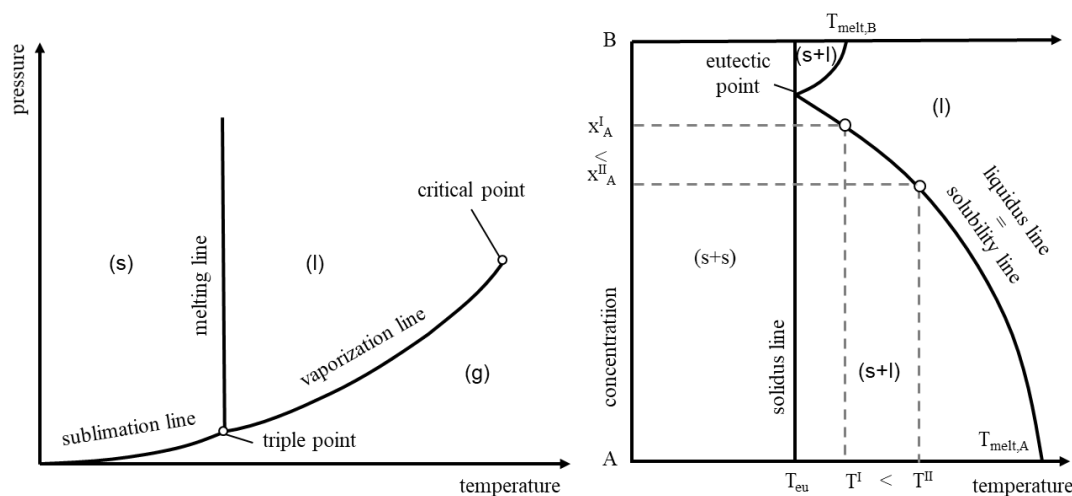 pressure
(s)
melting line
(l)
critical point
vaporization line
(g)
sublimation line
triple point
temperature
B
T_melt,B
(s+l)
eutectic
point
(l)
x^I_A
<
x^II_A
liquidus line
=
solubility line
(s+s)
solidus line
(s+l)
concentratiion
T_melt,A
A
T_eu
T^I < T^II
temperature